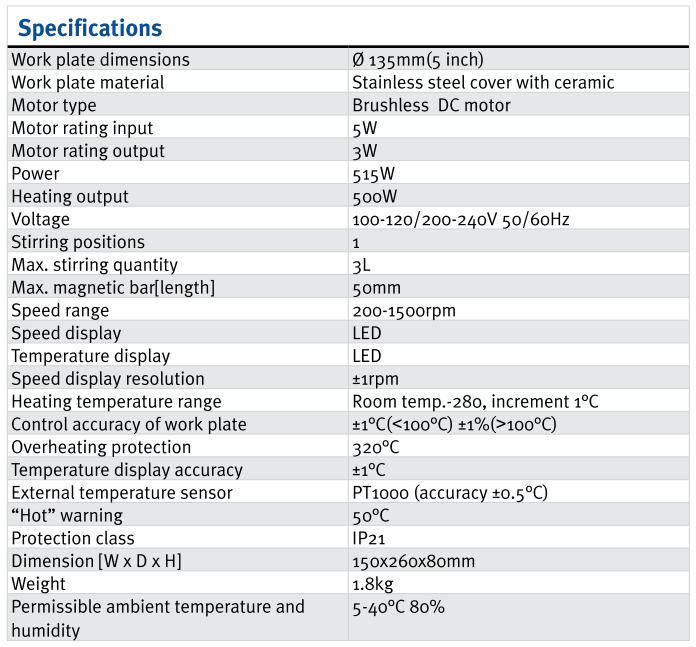 Specifications
Work plate dimensions Ø 135mm(5 inch)
Work plate material Stainless steel cover with ceramic
Motor type Brushless DC motor
Motor rating input 5W
Motor rating output 3W
Power 515W
Heating output 500W
Voltage 100-120/200-240V 50/60Hz
Stirring positions 1
Max. stirring quantity 3L
Max. magnetic bar[length] 50mm
Speed range 200-1500rpm
Speed display LED
Temperature display LED
Speed display resolution ±1rpm
Heating temperature range Room temp.-280, increment 1°C
Control accuracy of work plate ±1°C(<100°C) ±1%(>100°C)
Overheating protection 320°C
Temperature display accuracy ±1°C
External temperature sensor PT1000 (accuracy ±0.5°C)
“Hot” warning 50°C
Protection class IP21
Dimension [W x D x H] 150x260x80mm
Weight 1.8kg
Permissible ambient temperature and 5-40°C 80%
humidity